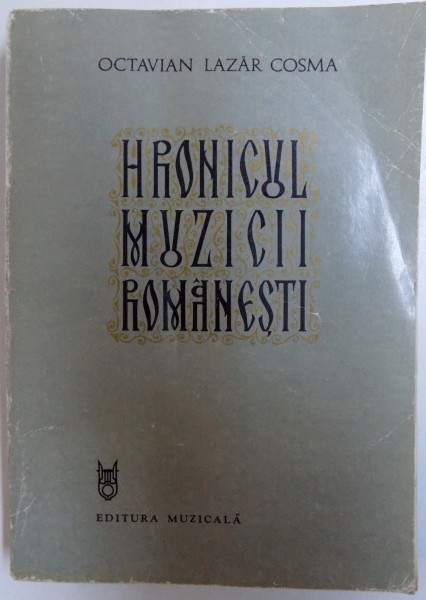 OCTAVIAN LAZĂR COSMA
HRONICUL
MUZICII
ROMÂNEȘTI
EDITURA MUZICALĂ